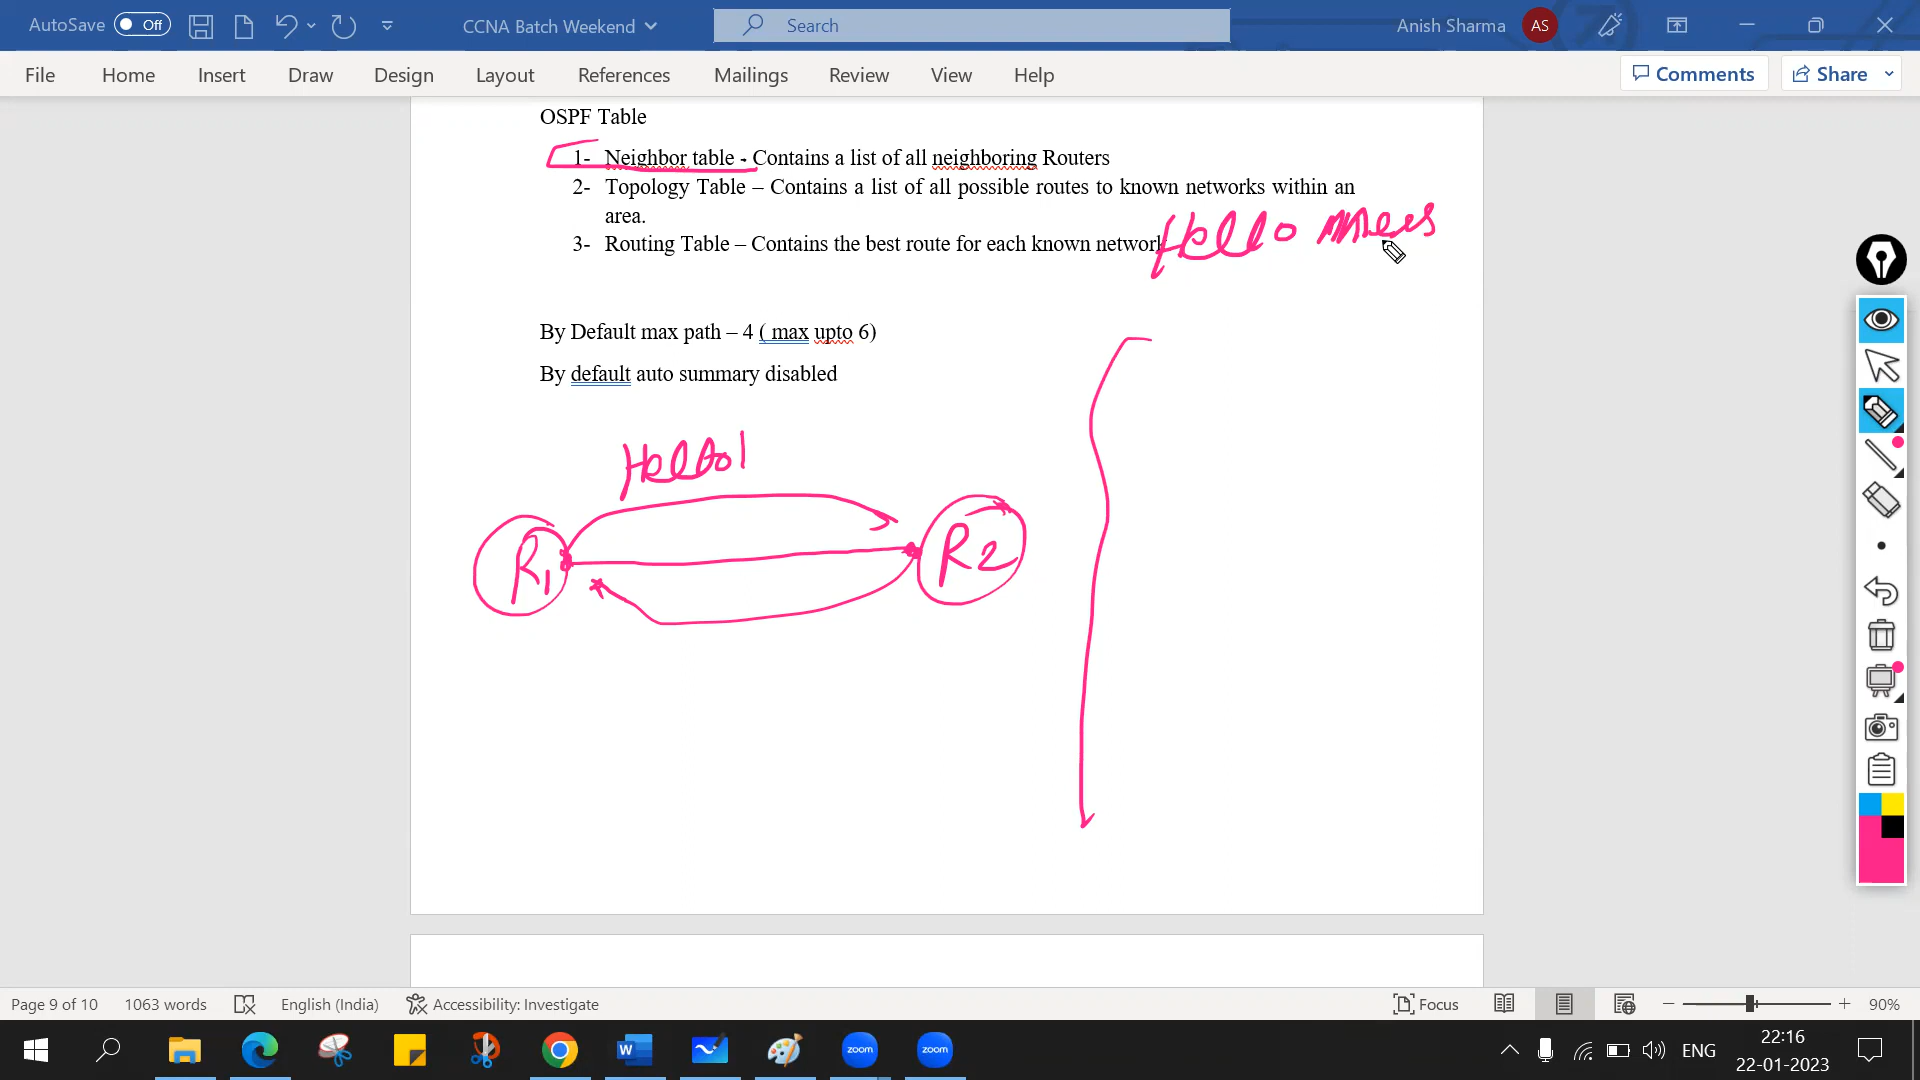 AutoSave Off CCNA Batch Weekend Search Anish Sharma AS
File Home Insert Draw Design Layout References Mailings Review View Help Comments Share
OSPF Table
1- Neighbor table - Contains a list of all neighboring Routers
2- Topology Table – Contains a list of all possible routes to known networks within an
area.
3- Routing Table – Contains the best route for each known network
Hello
By Default max path – 4 ( max upto 6)
By default auto summary disabled
Hello
R1 R2
Page 9 of 10 1063 words English (India) Accessibility: Investigate Focus 90%
W zoom zoom ENG 22:16
22-01-2023